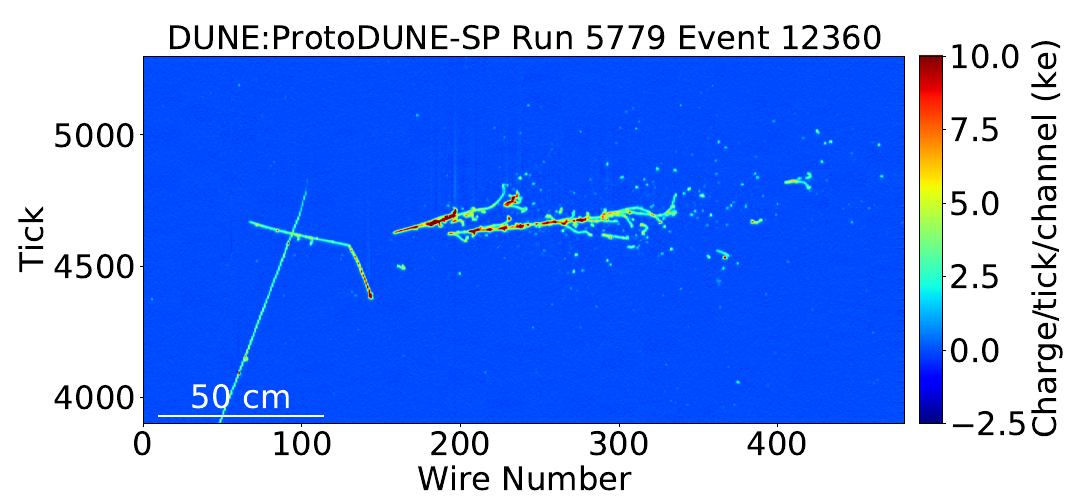 DUNE:ProtoDUNE-SP Run 5779 Event 12360
10.0
7.5
5.0
2.5
0.0
−2.5
Charge/tick/channel (ke)
5000
4500
4000
Tick
50 cm
0 100 200 300 400
Wire Number